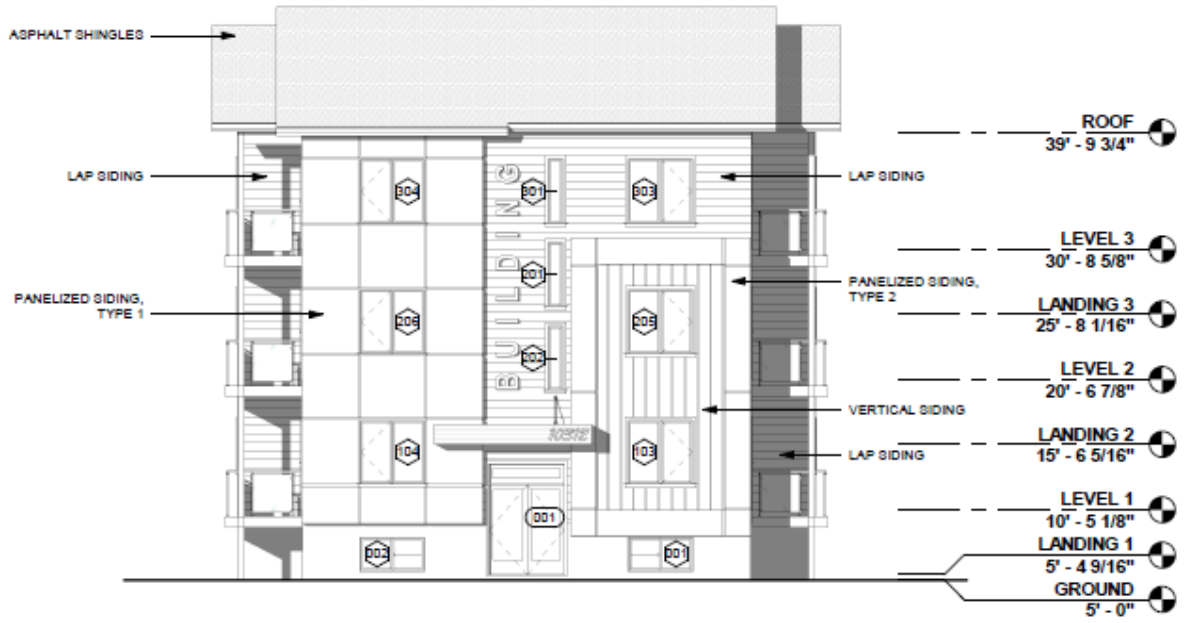 ASPHALT SHINGLES
ROOF
39' - 9 3/4"
LAP SIDING
304
301
303
LAP SIDING
BUILDING
LEVEL 3
30' - 8 5/8"
201
PANELIZED SIDING,
TYPE 2
PANELIZED SIDING,
TYPE 1
LANDING 3
25' - 8 1/16"
206
205
202
LEVEL 2
20' - 6 7/8"
VERTICAL SIDING
10512
LANDING 2
15' - 6 5/16"
104
103
LAP SIDING
LEVEL 1
10' - 5 1/8"
001
LANDING 1
5' - 4 9/16"
002
001
GROUND
5' - 0"